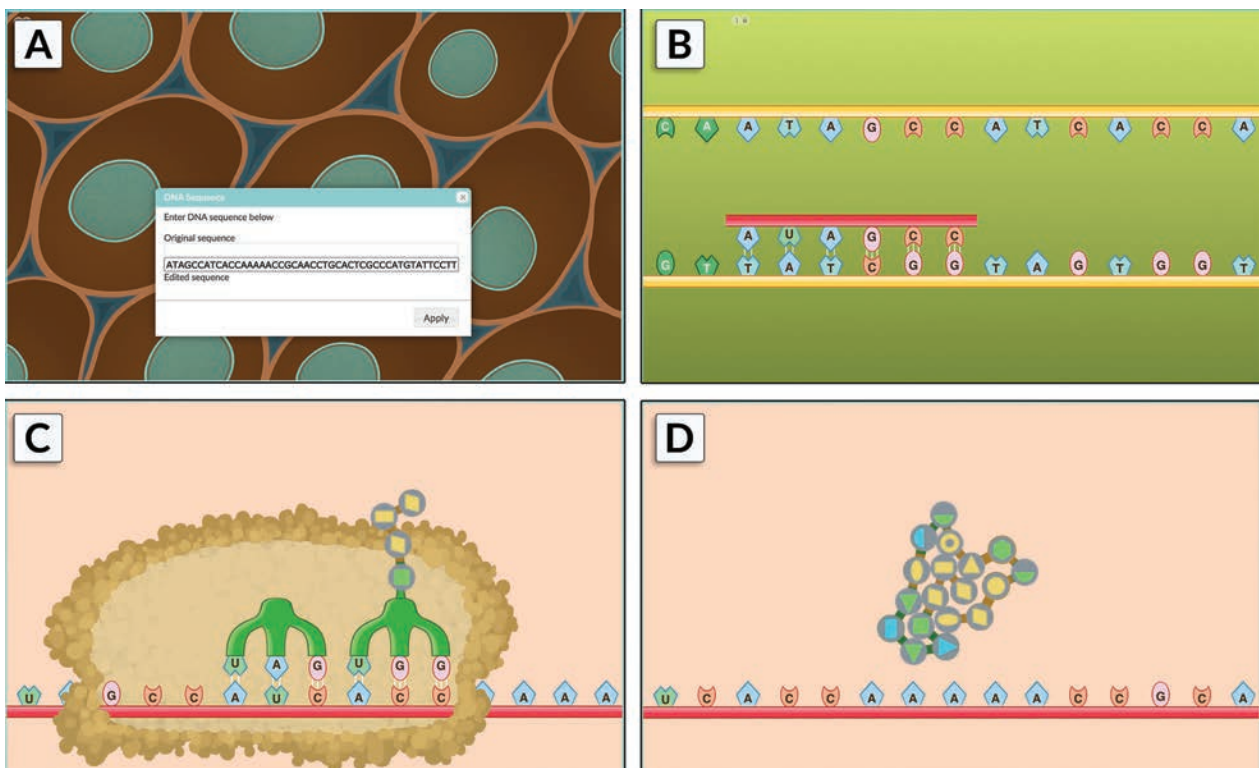 A
DNA Sequence
Enter DNA sequence below
Original sequence
ATAGCCATCACCAAAAACCGCAACCTGCACTCGCCCATGTATTCCTT
Edited sequence
Apply
B
C A A T A G C C A T C A C C A
A U A G C C
G T T A T C G G T A G T G G T
C
U A G U G G
U G C C A U C A C C A A A
D
U C A C C A A A A A C C G C A